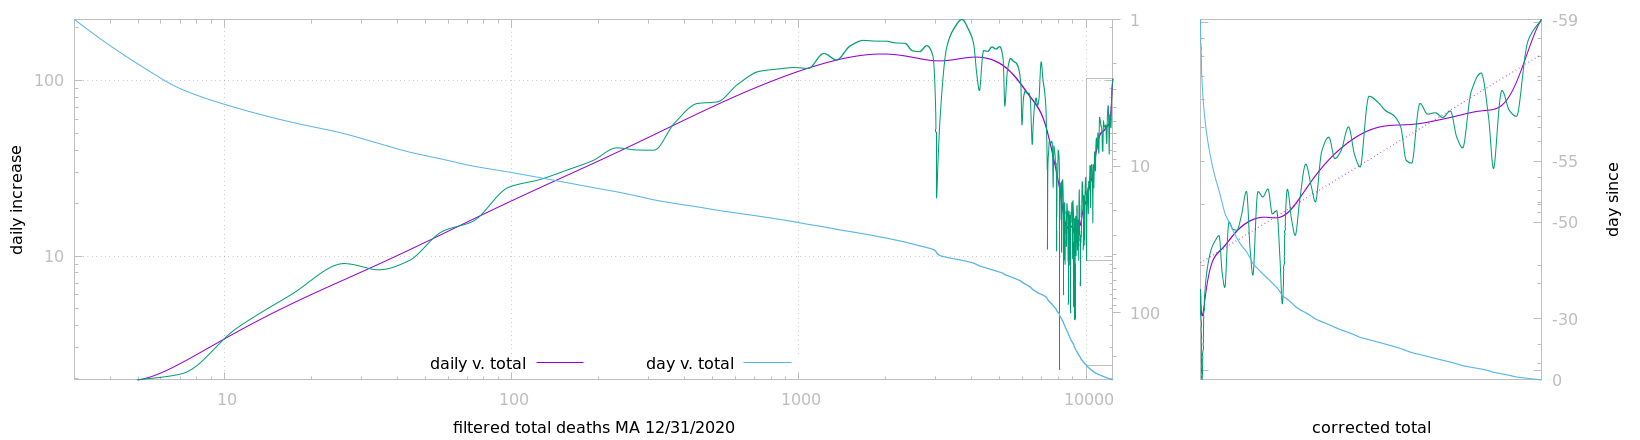 daily increase
100
10
daily v. total
day v. total
10
100
1000
10000
filtered total deaths MA 12/31/2020
1
10
100
-59
-55
-50
-30
0
day since
corrected total